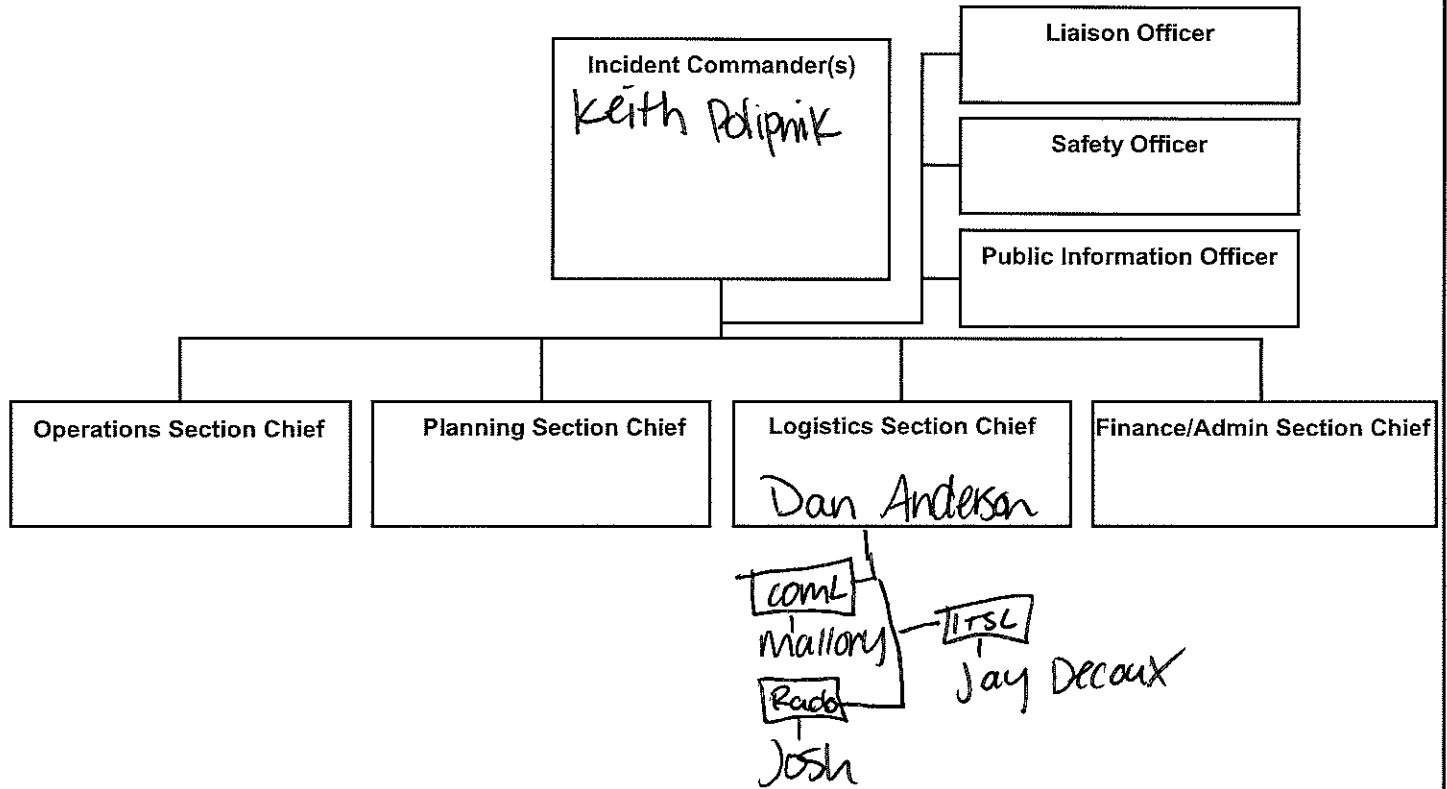 Liaison Officer
Incident Commander(s)
Keith Polipnik
Safety Officer
Public Information Officer
Operations Section Chief
Planning Section Chief
Logistics Section Chief
Finance/Admin Section Chief
Dan Anderson
COML
Mallory
ITSL
Jay Decoux
Rado
Josh